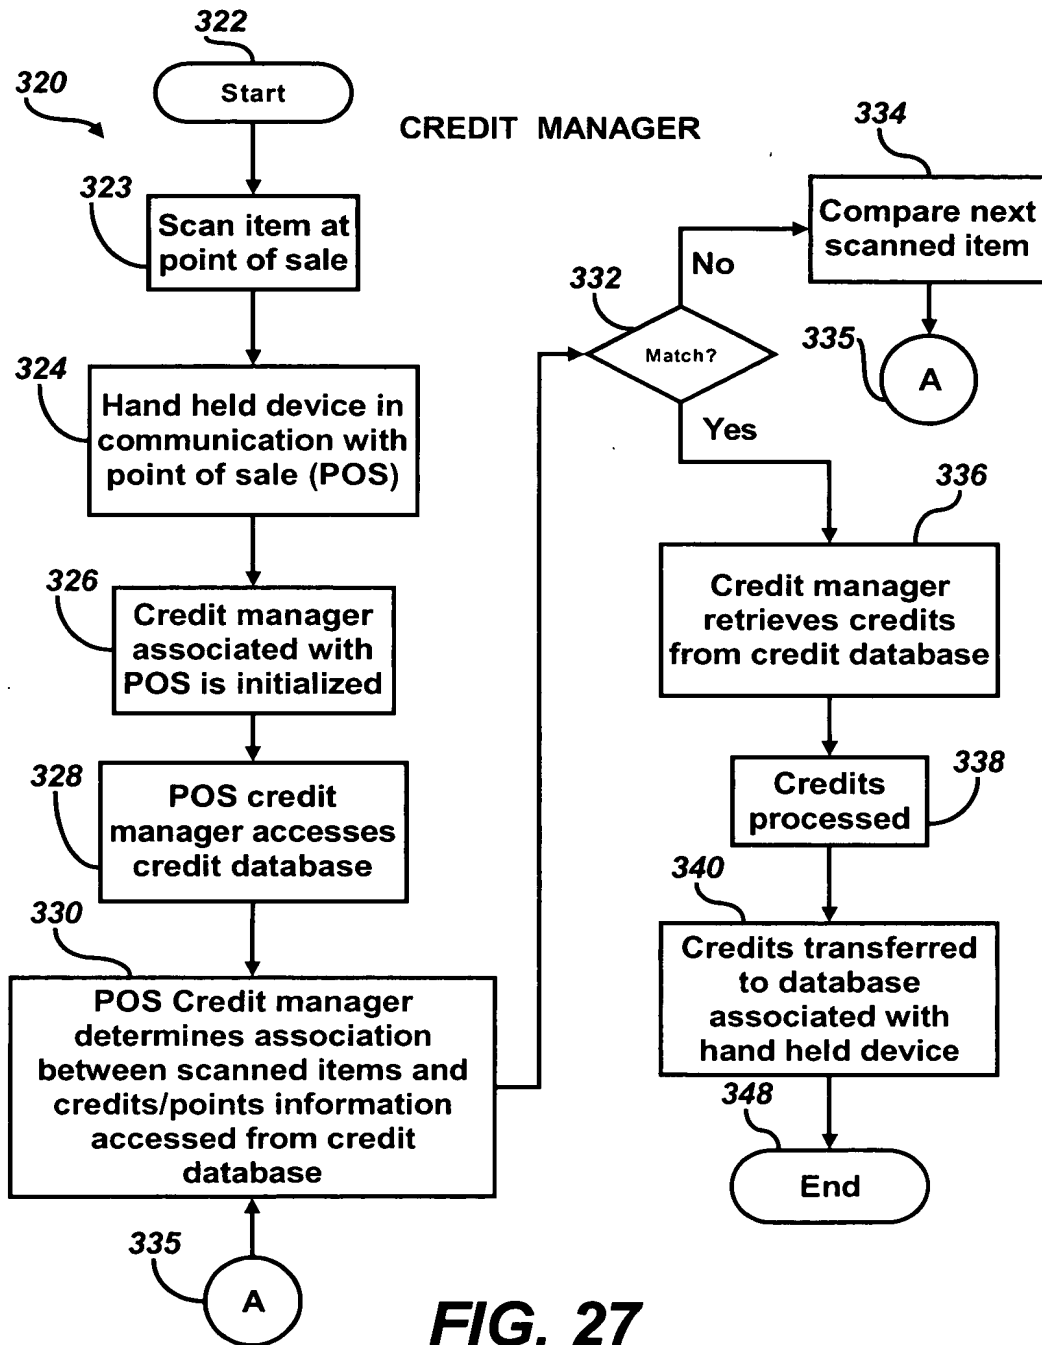 322
Start
320
CREDIT MANAGER
323
Scan item at
point of sale
324
Hand held device in
communication with
point of sale (POS)
326
Credit manager
associated with
POS is initialized
328
POS credit
manager accesses
credit database
330
POS Credit manager
determines association
between scanned items and
credits/points information
accessed from credit
database
335
A
332
Match?
No
Yes
334
Compare next
scanned item
335
A
336
Credit manager
retrieves credits
from credit database
338
Credits
processed
340
Credits transferred
to database
associated with
hand held device
348
End
FIG. 27